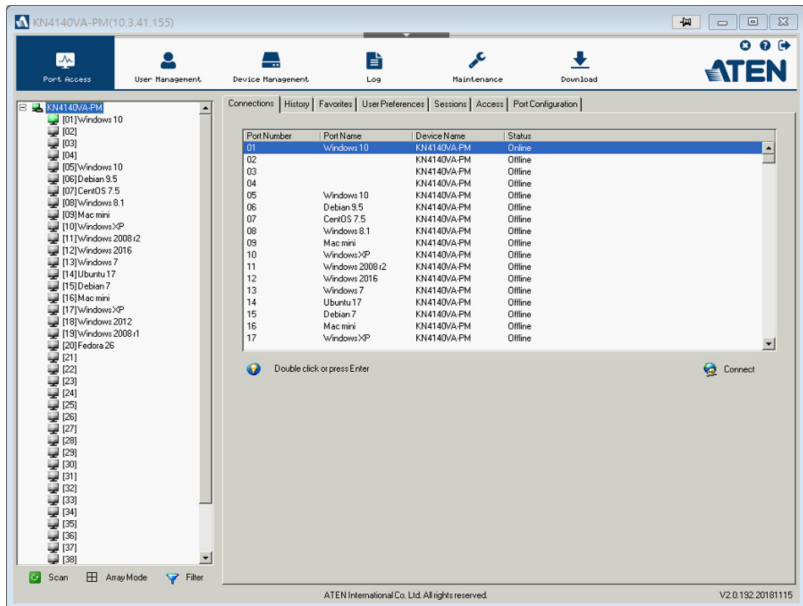 KN4140VA-PM(10.3.41.155)
Port Access
User Management
Device Management
Log
Maintenance
Download
ATEN
KN4140VA-PM
[01]Windows 10
[02]
[03]
[04]
[05]Windows 10
[06]Debian 9.5
[07]CentOS 7.5
[08]Windows 8.1
[09]Mac mini
[10]Windows XP
[11]Windows 2008 r2
[12]Windows 2016
[13]Windows 7
[14]Ubuntu 17
[15]Debian 7
[16]Mac mini
[17]Windows XP
[18]Windows 2012
[19]Windows 2008 r1
[20]Fedora 26
[21]
[22]
[23]
[24]
[25]
[26]
[27]
[28]
[29]
[30]
[31]
[32]
[33]
[34]
[35]
[36]
[37]
[38]
Scan
Array Mode
Filter
Connections History Favorites User Preferences Sessions Access Port Configuration
Port Number Port Name Device Name Status
01 Windows 10 KN4140VA-PM Online
02 KN4140VA-PM Offline
03 KN4140VA-PM Offline
04 KN4140VA-PM Offline
05 Windows 10 KN4140VA-PM Offline
06 Debian 9.5 KN4140VA-PM Offline
07 CentOS 7.5 KN4140VA-PM Offline
08 Windows 8.1 KN4140VA-PM Offline
09 Mac mini KN4140VA-PM Offline
10 Windows XP KN4140VA-PM Offline
11 Windows 2008 r2 KN4140VA-PM Offline
12 Windows 2016 KN4140VA-PM Offline
13 Windows 7 KN4140VA-PM Offline
14 Ubuntu 17 KN4140VA-PM Offline
15 Debian 7 KN4140VA-PM Offline
16 Mac mini KN4140VA-PM Offline
17 Windows XP KN4140VA-PM Offline
Double click or press Enter
Connect
ATEN International Co. Ltd. All rights reserved.
V2.0.192.20181115